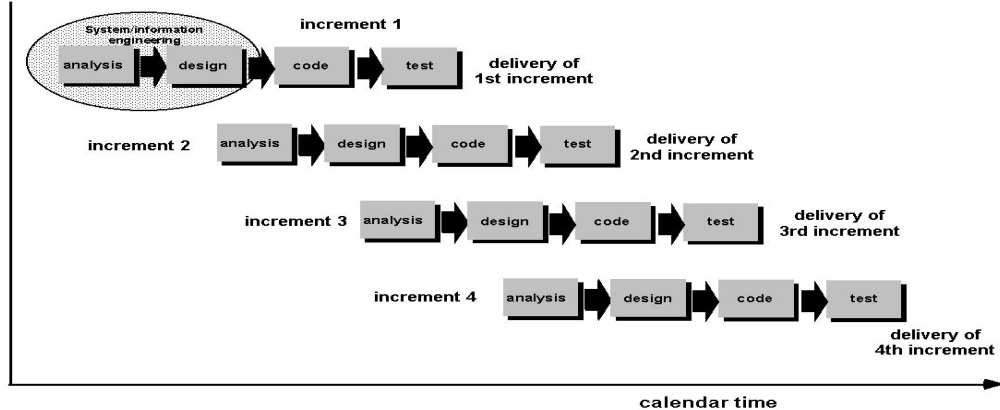 System/information
engineering
increment 1
analysis
design
code
test
delivery of
1st increment
increment 2
analysis
design
code
test
delivery of
2nd increment
increment 3
analysis
design
code
test
delivery of
3rd increment
increment 4
analysis
design
code
test
delivery of
4th increment
calendar time